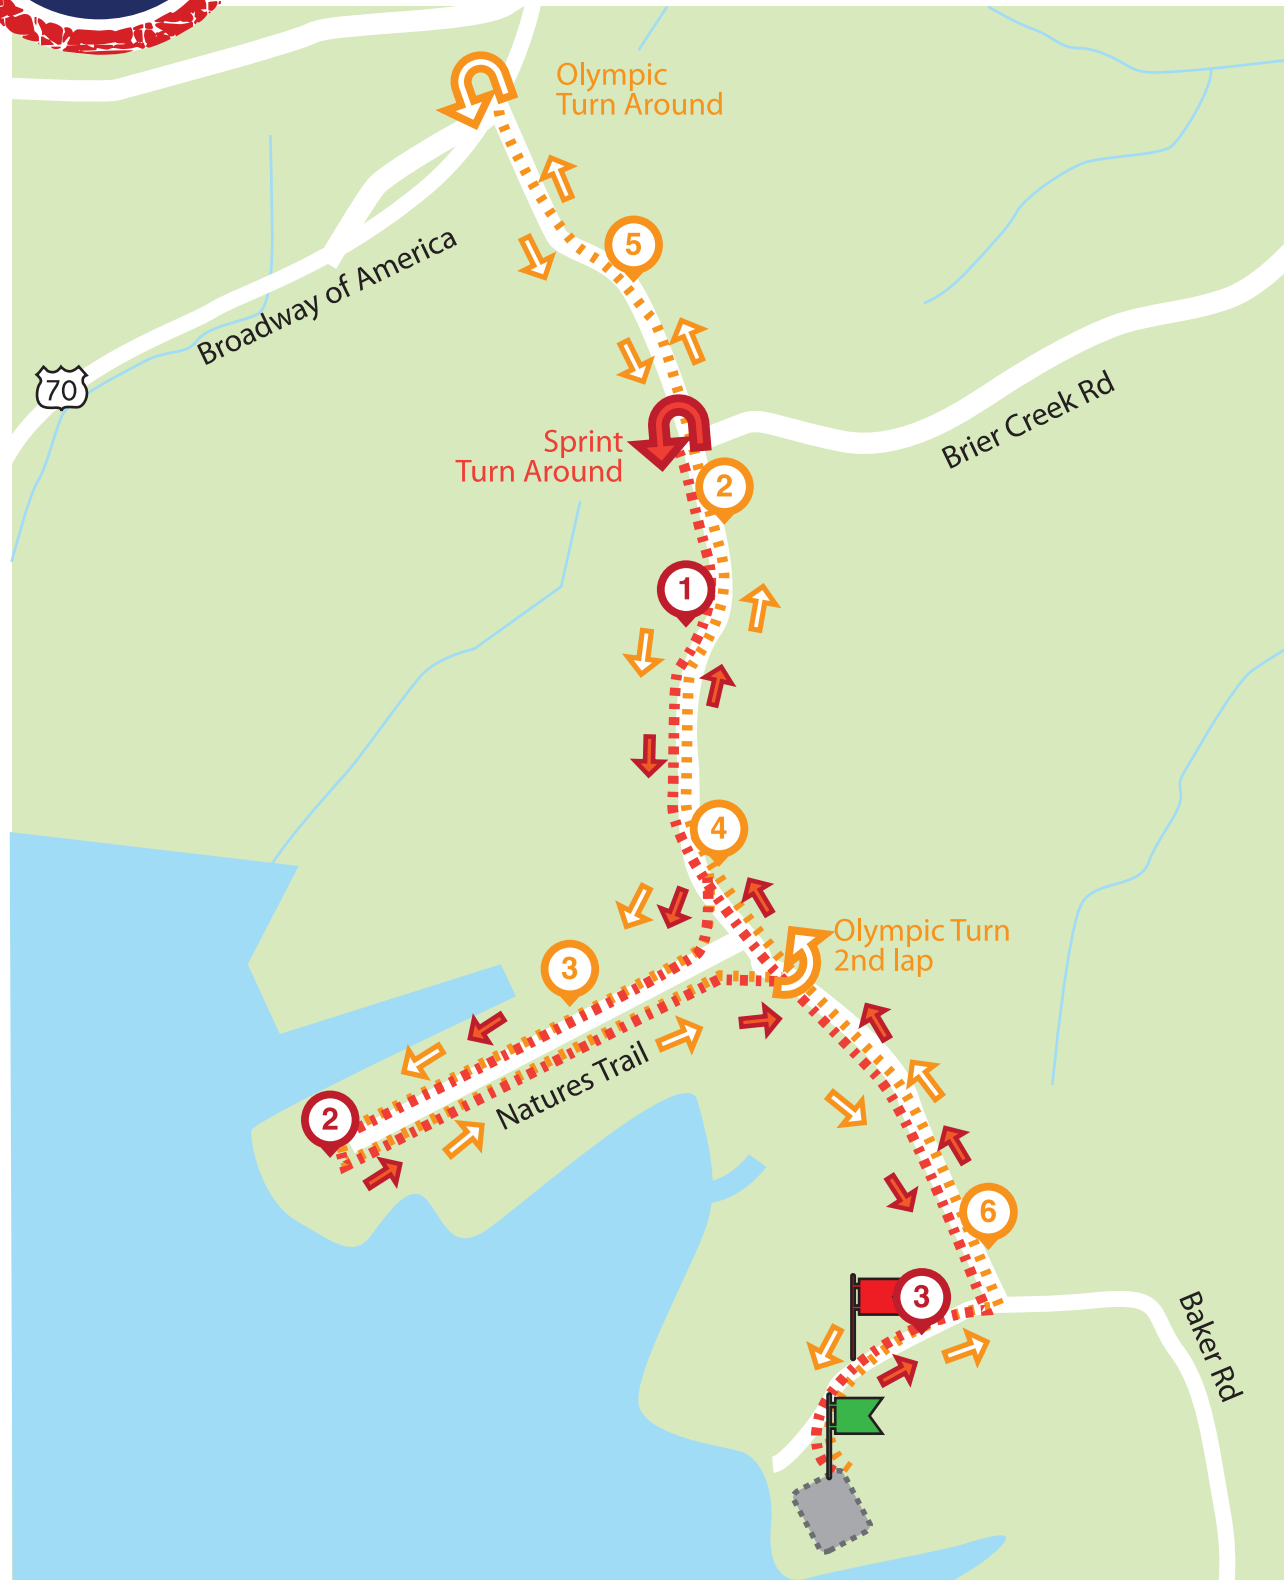 Olympic
Turn Around
5
Broadway of America
70
Sprint
Turn Around
Brier Creek Rd
2
1
4
Olympic Turn
2nd lap
3
Natures Trail
2
6
3
Baker Rd